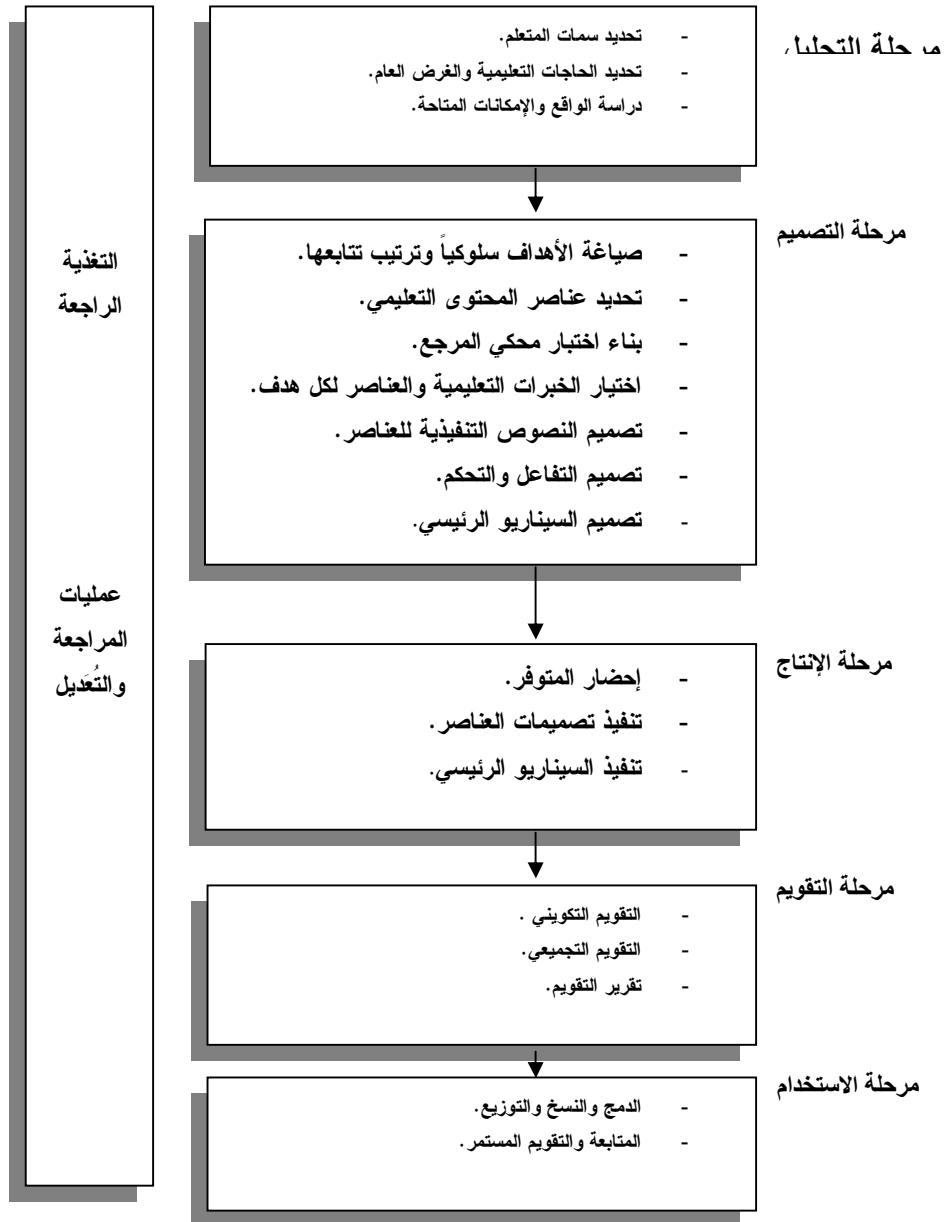 مرحلة التحليل
- تحديد سمات المتعلم.
- تحديد الحاجات التعليمية والغرض العام.
- دراسة الواقع والإمكانات المتاحة.
مرحلة التصميم
- صياغة الأهداف سلوكياً وترتيب تتابعها.
- تحديد عناصر المحتوى التعليمي.
- بناء اختبار محكي المرجع.
- اختيار الخبرات التعليمية والعناصر لكل هدف.
- تصميم النصوص التنفيذية للعناصر.
- تصميم التفاعل والتحكم.
- تصميم السيناريو الرئيسي.
مرحلة الإنتاج
- إحضار المتوفر.
- تنفيذ تصميمات العناصر.
- تنفيذ السيناريو الرئيسي.
مرحلة التقويم
- التقويم التكويني .
- التقويم التجميعي.
- تقرير التقويم.
مرحلة الاستخدام
- الدمج والنسخ والتوزيع.
- المتابعة والتقويم المستمر.
التغذية
الراجعة
عمليات
المراجعة
والتُعَديل